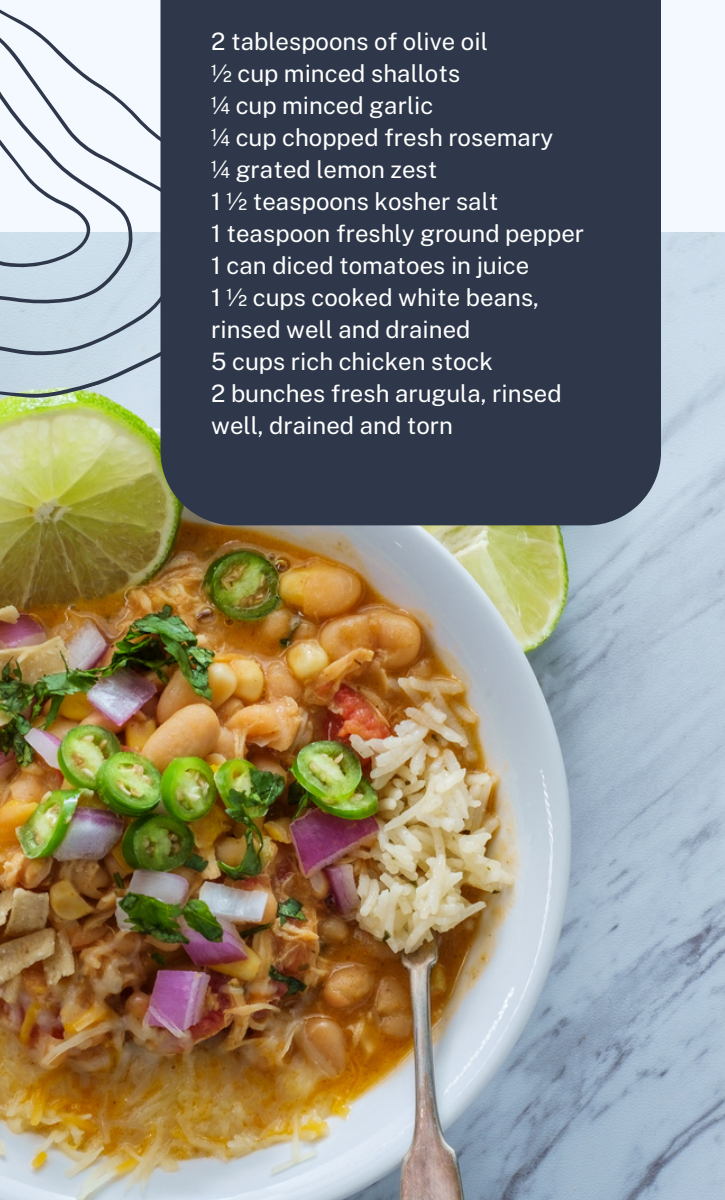 2 tablespoons of olive oil
½ cup minced shallots
¼ cup minced garlic
¼ cup chopped fresh rosemary
¼ grated lemon zest
1 ½ teaspoons kosher salt
1 teaspoon freshly ground pepper
1 can diced tomatoes in juice
1 ½ cups cooked white beans,
rinsed well and drained
5 cups rich chicken stock
2 bunches fresh arugula, rinsed
well, drained and torn